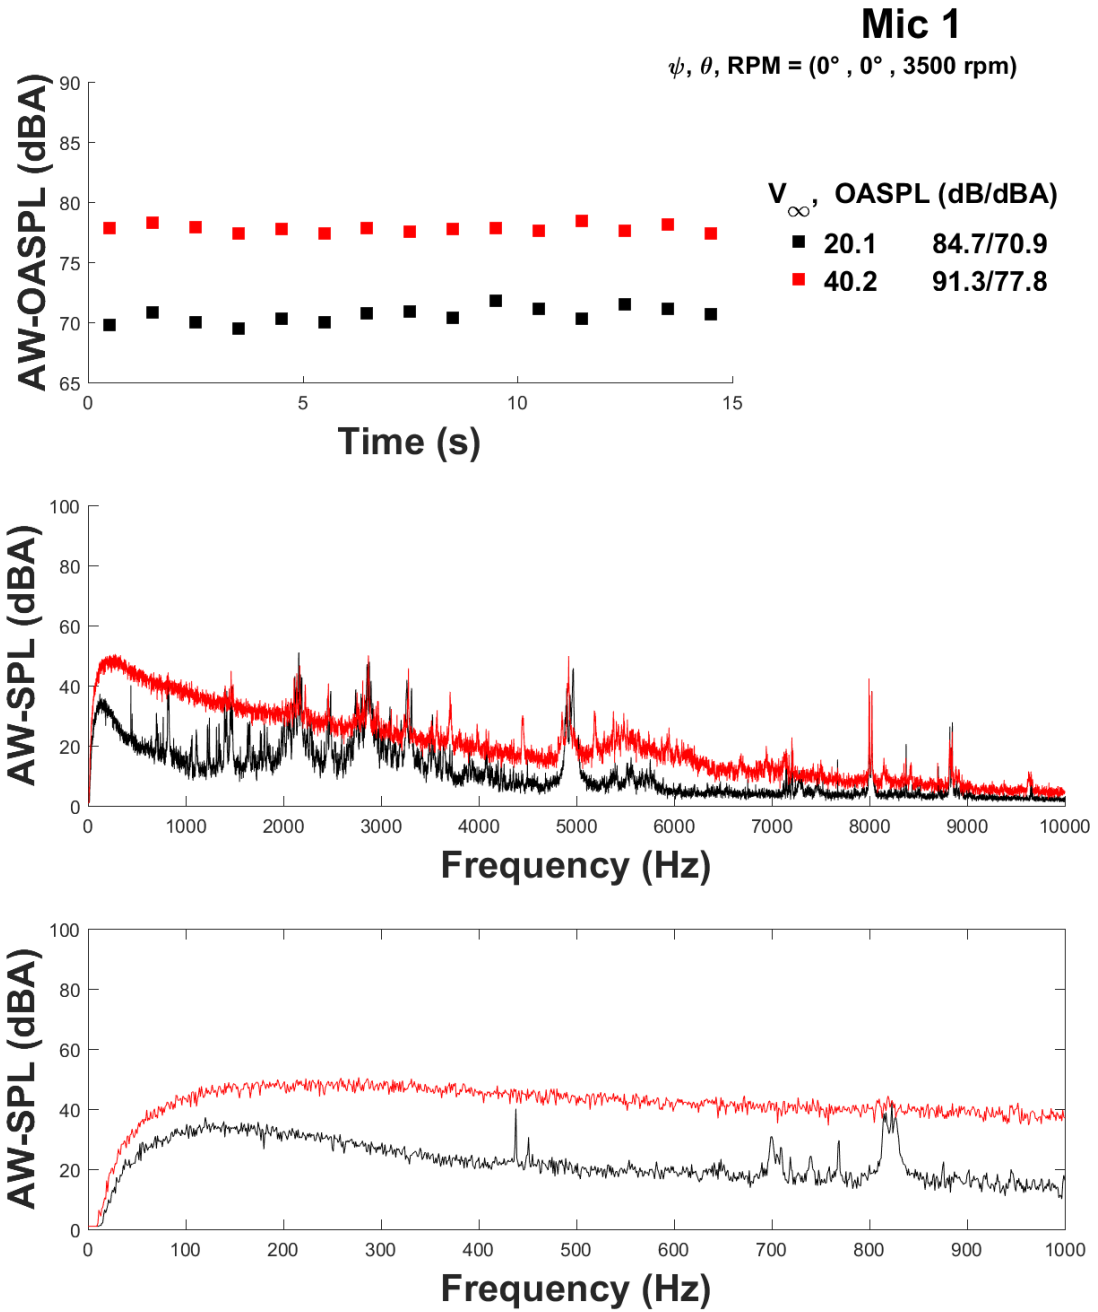 Mic 1
ψ, θ, RPM = (0° , 0° , 3500 rpm)
90
85
80
75
70
65
AW-OASPL (dBA)
0 5 10 15
Time (s)
V∞, OASPL (dB/dBA)
20.1 84.7/70.9
40.2 91.3/77.8
100
80
60
40
20
0
AW-SPL (dBA)
0 1000 2000 3000 4000 5000 6000 7000 8000 9000 10000
Frequency (Hz)
100
80
60
40
20
0
AW-SPL (dBA)
0 100 200 300 400 500 600 700 800 900 1000
Frequency (Hz)